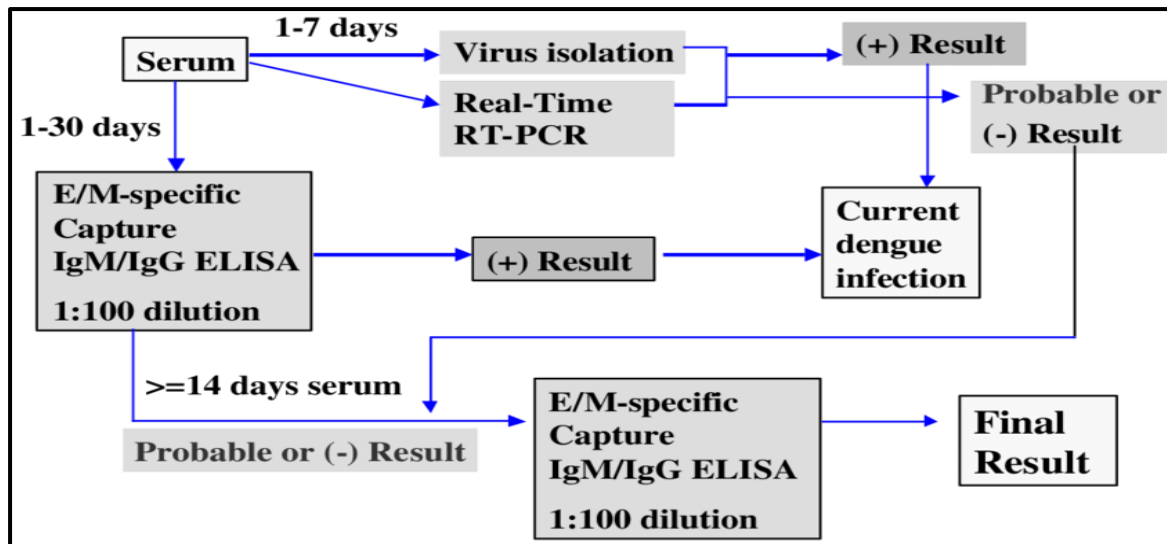 1-7 days
Serum
Virus isolation
(+) Result
Real-Time
RT-PCR
Probable or
(-) Result
1-30 days
E/M-specific
Capture
IgM/IgG ELISA
1:100 dilution
(+) Result
Current
dengue
infection
>=14 days serum
Probable or (-) Result
E/M-specific
Capture
IgM/IgG ELISA
1:100 dilution
Final
Result